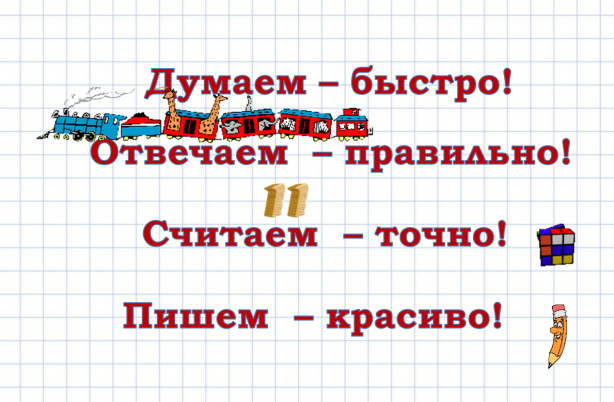 Думаем – быстро!
Отвечаем – правильно!
11
Считаем – точно!
Пишем – красиво!